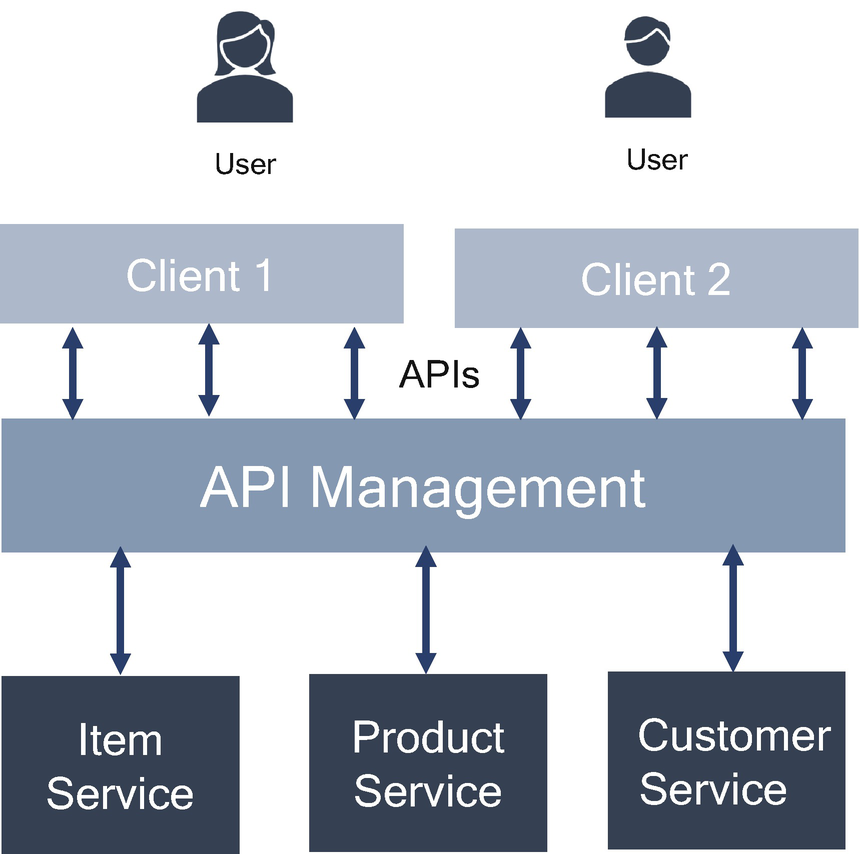 User
User
Client 1
Client 2
APIs
API Management
Item
Service
Product
Service
Customer
Service